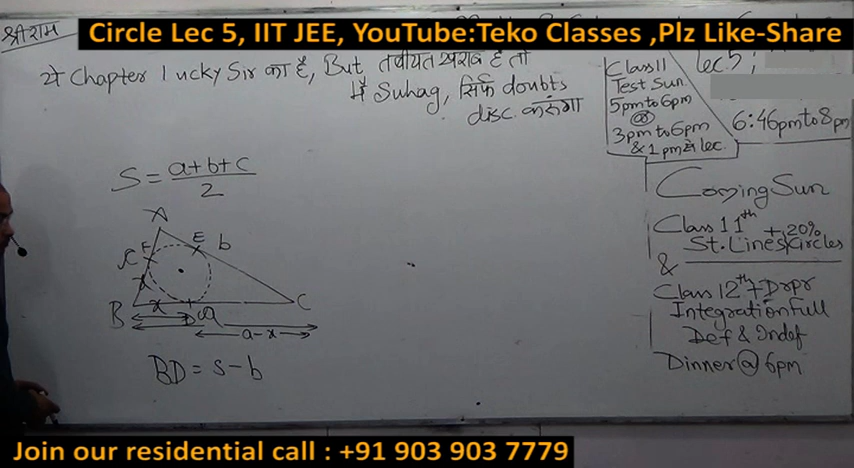 श्रीराम
Circle Lec 5, IIT JEE, YouTube:Teko Classes ,Plz Like-Share
ये Chapter Lucky Sir का है, But तबीयत खराब है तो
मैं Suhag, सिर्फ doubts
disc. करूंगा
Class 11
Test Sun.
5pm to 6pm
@
3pm to 6pm
& 1 pm से lec.
Lec 5;
6:46pm to 8pm
S = a+b+c
2
A
F
E
b
C
x
x
B
D
a
C
a-x
BD = S-b
Coming Sun
Class 11th
+20%
St. Lines Circles
&
Class 12th + Drpr
Integration Full
Def & Indef
Dinner @ 6pm
Join our residential call : +91 903 903 7779